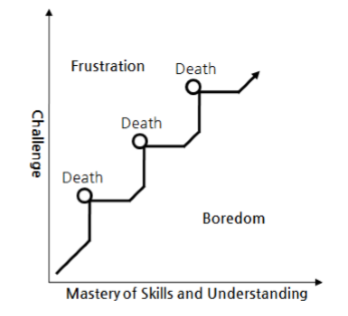 Frustration
Death
Death
Death
Challenge
Boredom
Mastery of Skills and Understanding